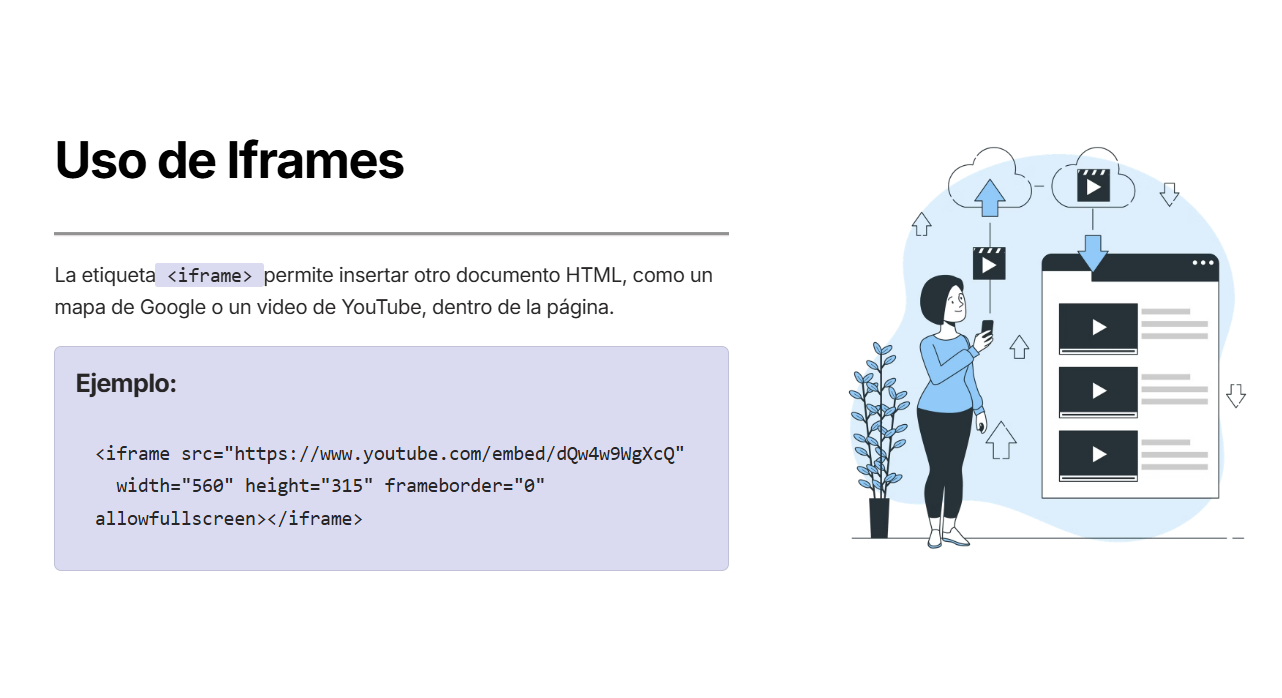 Uso de Iframes
La etiqueta <iframe> permite insertar otro documento HTML, como un
mapa de Google o un video de YouTube, dentro de la página.
Ejemplo:
<iframe src="https://www.youtube.com/embed/dQw4w9WgXcQ"
width="560" height="315" frameborder="0"
allowfullscreen></iframe>